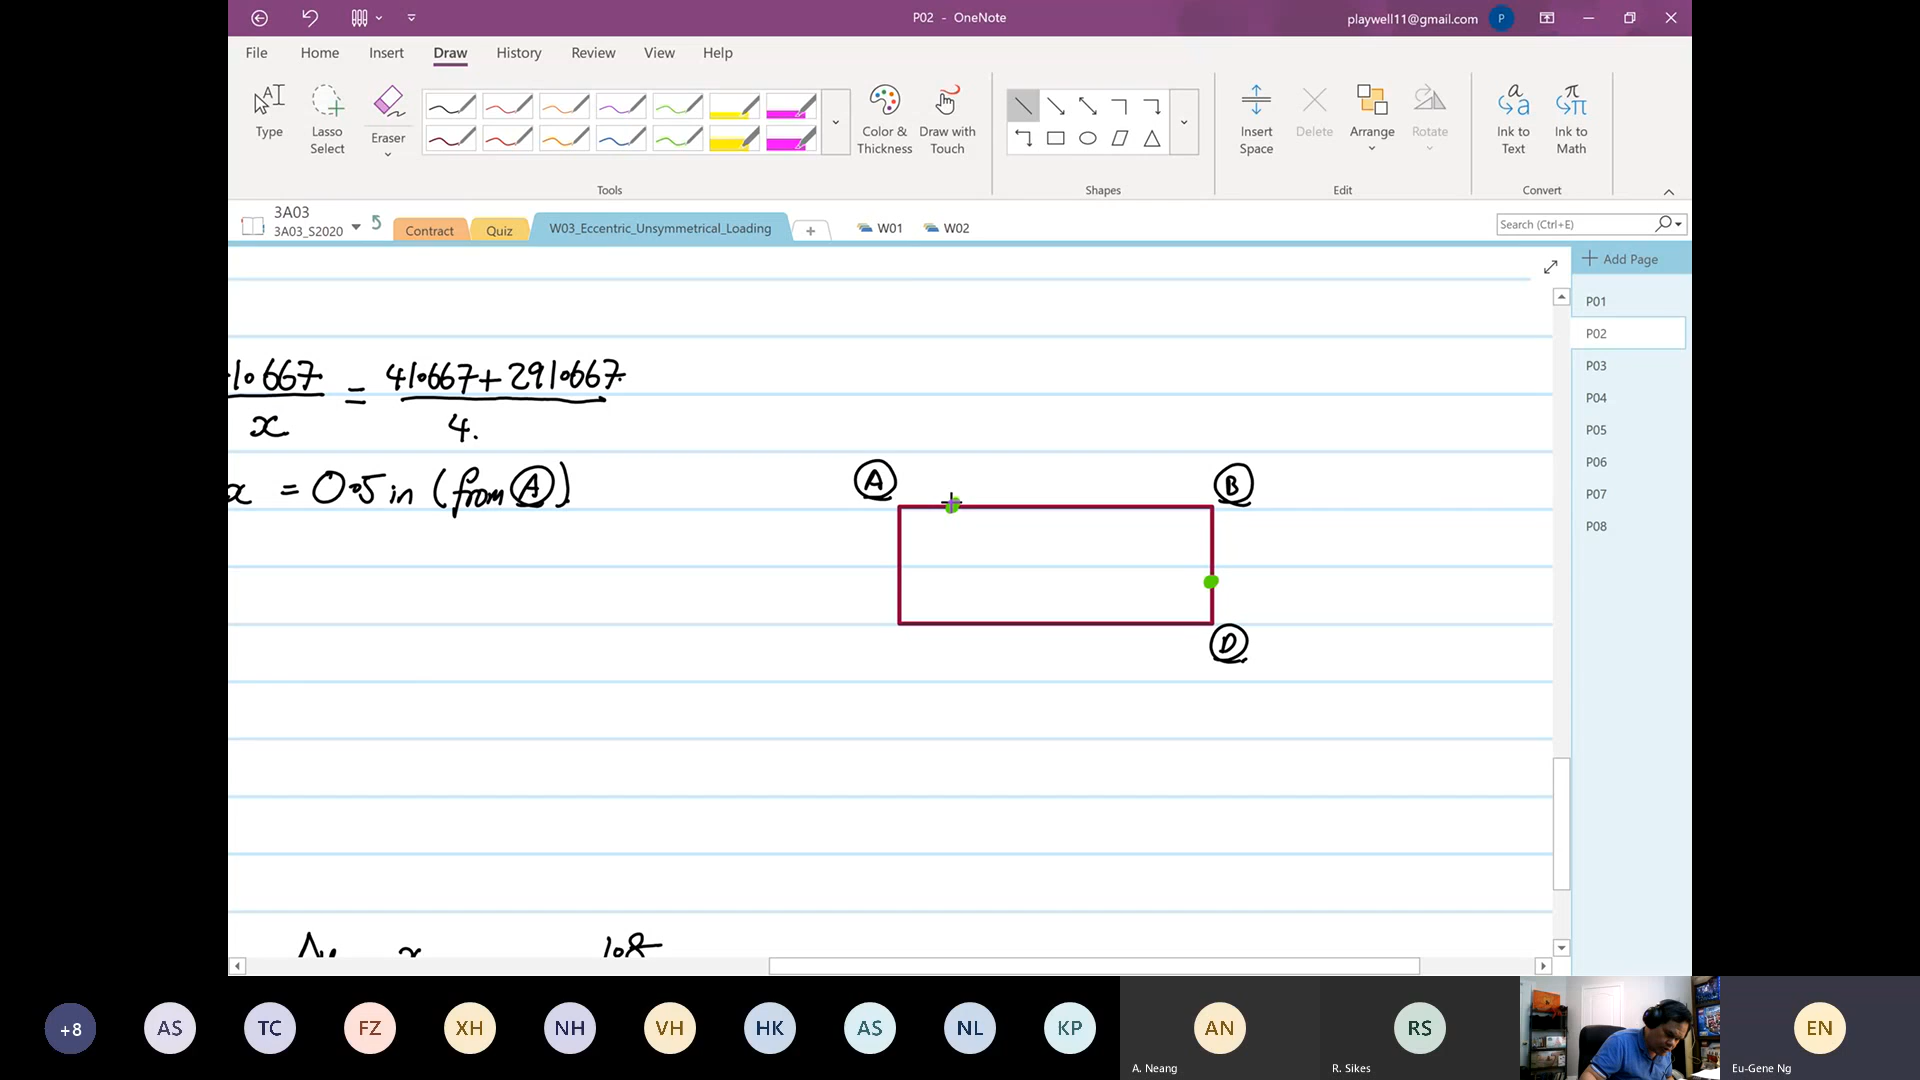 P02 - OneNote
playwell11@gmail.com
P
File
Home
Insert
Draw
History
Review
View
Help
Type
Lasso Select
Eraser
Color & Thickness
Draw with Touch
Insert Space
Delete
Arrange
Rotate
Ink to Text
Ink to Math
Tools
Shapes
Edit
Convert
3A03
3A03_S2020
Contract
Quiz
W03_Eccentric_Unsymmetrical_Loading
W01
W02
Search (Ctrl+E)
Add Page
P01
P02
P03
P04
P05
P06
P07
P08
1.667 / x = 41.667 + 291.667 / 4.
x = 0.5 in (from A)
A
B
D
x 108
+8
AS
TC
FZ
XH
NH
VH
HK
AS
NL
KP
AN
RS
EN
A. Neang
R. Sikes
Eu-Gene Ng